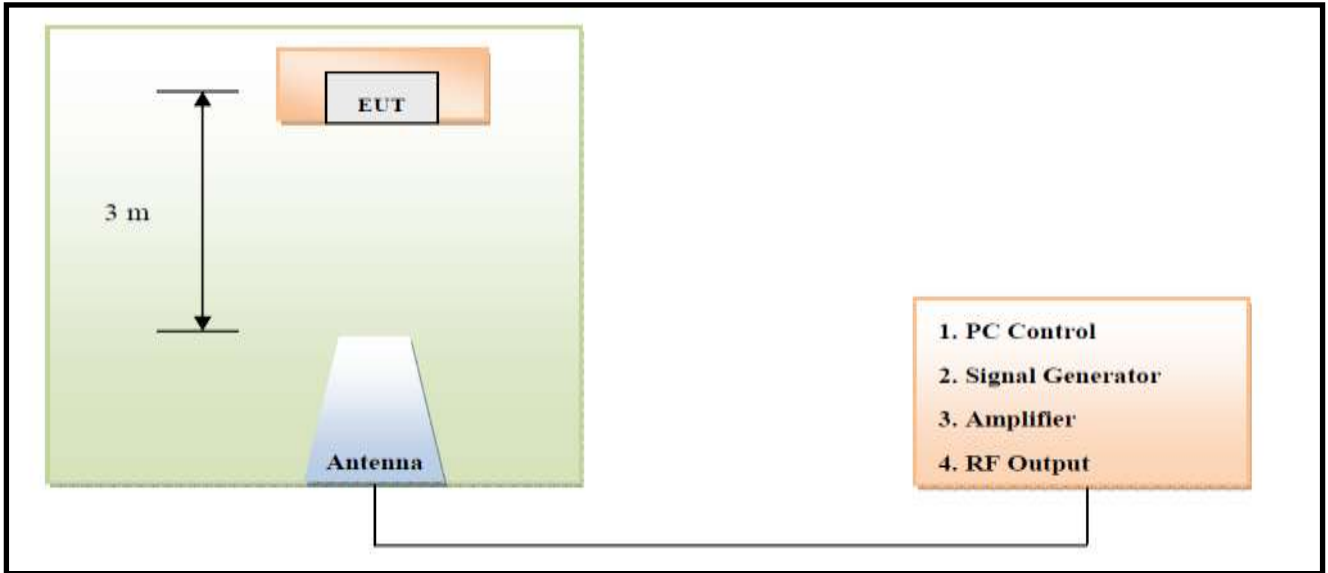 EUT
3 m
Antenna
1. PC Control
2. Signal Generator
3. Amplifier
4. RF Output